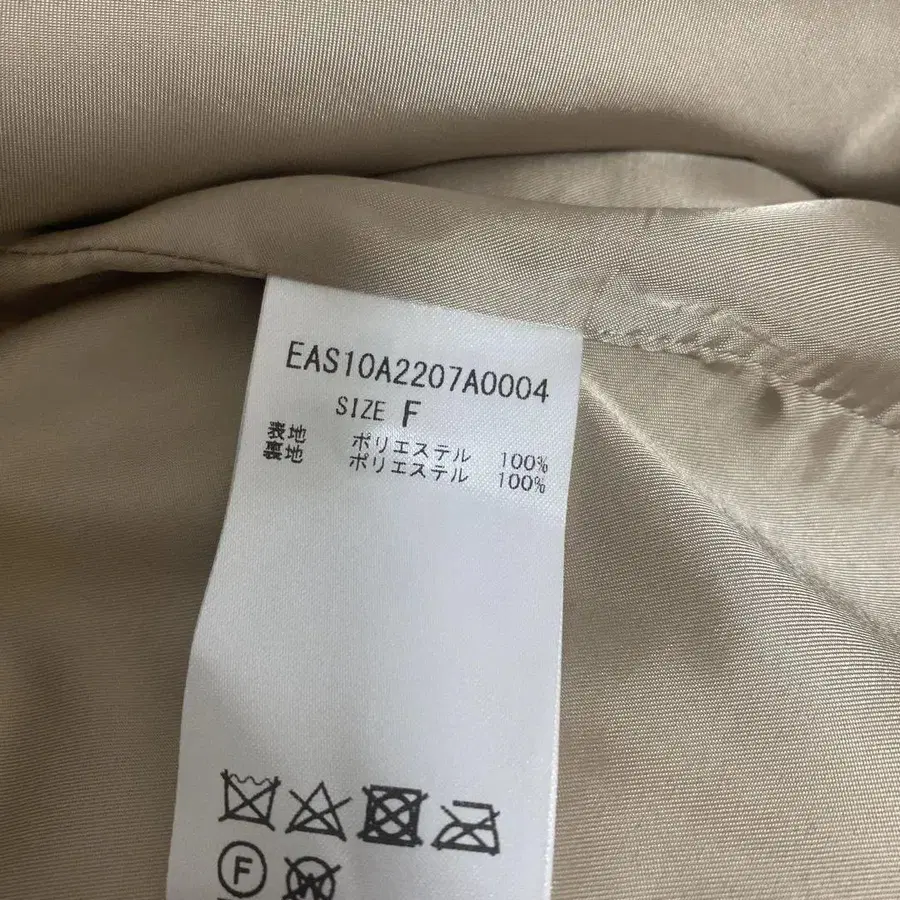 EAS10A2207A0004
SIZE F
表地 ポリエステル 100%
裏地 ポリエステル 100%
F
W